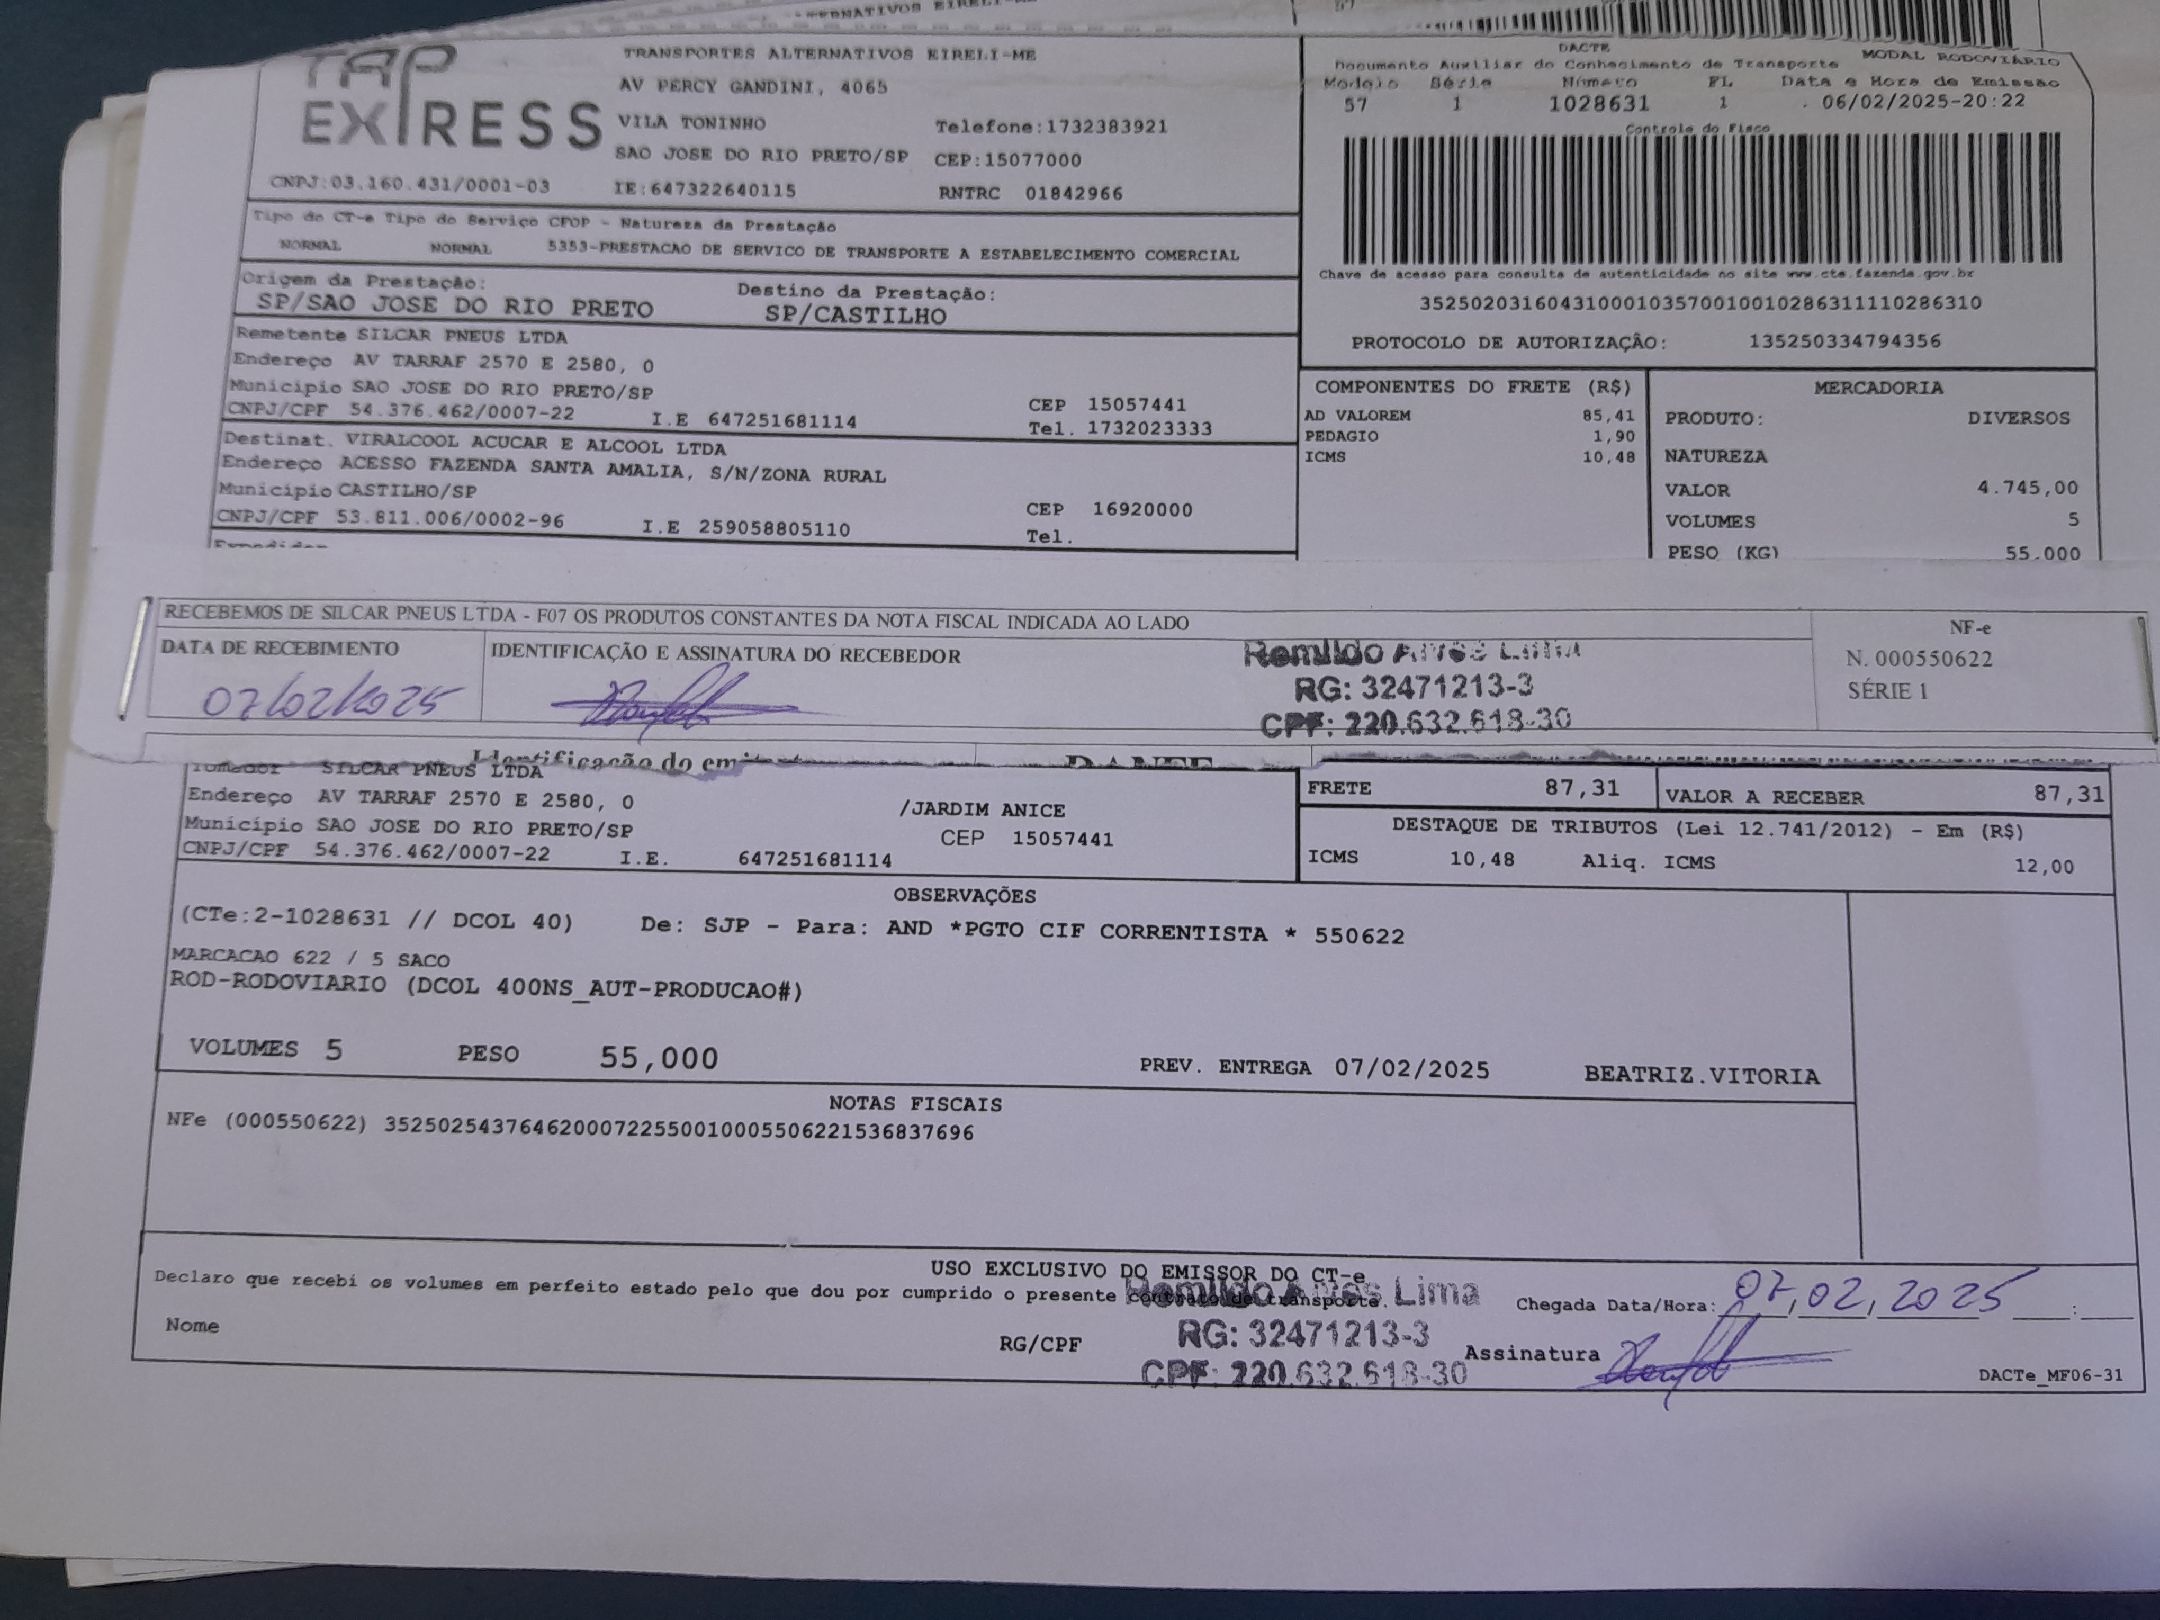 TAP EXPRESS
TRANSPORTES ALTERNATIVOS EIRELI-ME
AV PERCY GANDINI, 4065
VILA TONINHO Telefone:1732383921
SAO JOSE DO RIO PRETO/SP CEP:15077000
CNPJ:03.160.431/0001-03 IE:647322640115 RNTRC 01842966
DACTE MODAL RODOVIÁRIO
Documento Auxiliar do Conhecimento de Transporte
Modelo Série Número FL Data e Hora de Emissão
57 1 1028631 1 . 06/02/2025-20:22
Controle do Fisco
Chave de acesso para consulta de autenticidade no site www.cte.fazenda.gov.br
35250203160431000103570010010286311110286310
PROTOCOLO DE AUTORIZAÇÂO: 135250334794356
Tipo do CT-e Tipo do Serviço CFOP - Natureza da Prestação
NORMAL NORMAL 5353-PRESTACAO DE SERVICO DE TRANSPORTE A ESTABELECIMENTO COMERCIAL
Origem da Prestação: Destino da Prestação:
SP/SAO JOSE DO RIO PRETO SP/CASTILHO
Remetente SILCAR PNEUS LTDA
Endereço AV TARRAF 2570 E 2580, 0
Município SAO JOSE DO RIO PRETO/SP CEP 15057441
CNPJ/CPF 54.376.462/0007-22 I.E 647251681114 Tel. 1732023333
Destinat. VIRALCOOL ACUCAR E ALCOOL LTDA
Endereço ACESSO FAZENDA SANTA AMALIA, S/N/ZONA RURAL
Município CASTILHO/SP CEP 16920000
CNPJ/CPF 53.811.006/0002-96 I.E 259058805110 Tel.
COMPONENTES DO FRETE (R$)
AD VALOREM 85,41
PEDAGIO 1,90
ICMS 10,48
MERCADORIA
PRODUTO: DIVERSOS
NATUREZA
VALOR 4.745,00
VOLUMES 5
PESO (KG) 55.000
RECEBEMOS DE SILCAR PNEUS LTDA - F07 OS PRODUTOS CONSTANTES DA NOTA FISCAL INDICADA AO LADO
DATA DE RECEBIMENTO IDENTIFICAÇÃO E ASSINATURA DO RECEBEDOR
07/02/2025
Romildo Alves Lima
RG: 32471213-3
CPF: 220.632.618-30
NF-e
N. 000550622
SÉRIE 1
Identificação do emitente DANFE
Tomador SILCAR PNEUS LTDA
Endereço AV TARRAF 2570 E 2580, 0 /JARDIM ANICE
Município SAO JOSE DO RIO PRETO/SP CEP 15057441
CNPJ/CPF 54.376.462/0007-22 I.E. 647251681114
FRETE 87,31 VALOR A RECEBER 87,31
DESTAQUE DE TRIBUTOS (Lei 12.741/2012) - Em (R$)
ICMS 10,48 Aliq. ICMS 12,00
OBSERVAÇÕES
(CTe:2-1028631 // DCOL 40) De: SJP - Para: AND *PGTO CIF CORRENTISTA * 550622
MARCACAO 622 / 5 SACO
ROD-RODOVIARIO (DCOL 400NS_AUT-PRODUCAO#)
VOLUMES 5 PESO 55,000 PREV. ENTREGA 07/02/2025 BEATRIZ.VITORIA
NOTAS FISCAIS
NFe (000550622) 35250254376462000722550010005506221536837696
USO EXCLUSIVO DO EMISSOR DO CT-e
Declaro que recebi os volumes em perfeito estado pelo que dou por cumprido o presente contrato de transporte.
Romildo Alves Lima
RG: 32471213-3
CPF: 220.632.618-30
Chegada Data/Hora: 07,02,2025 :
Nome RG/CPF Assinatura
DACTe_MF06-31